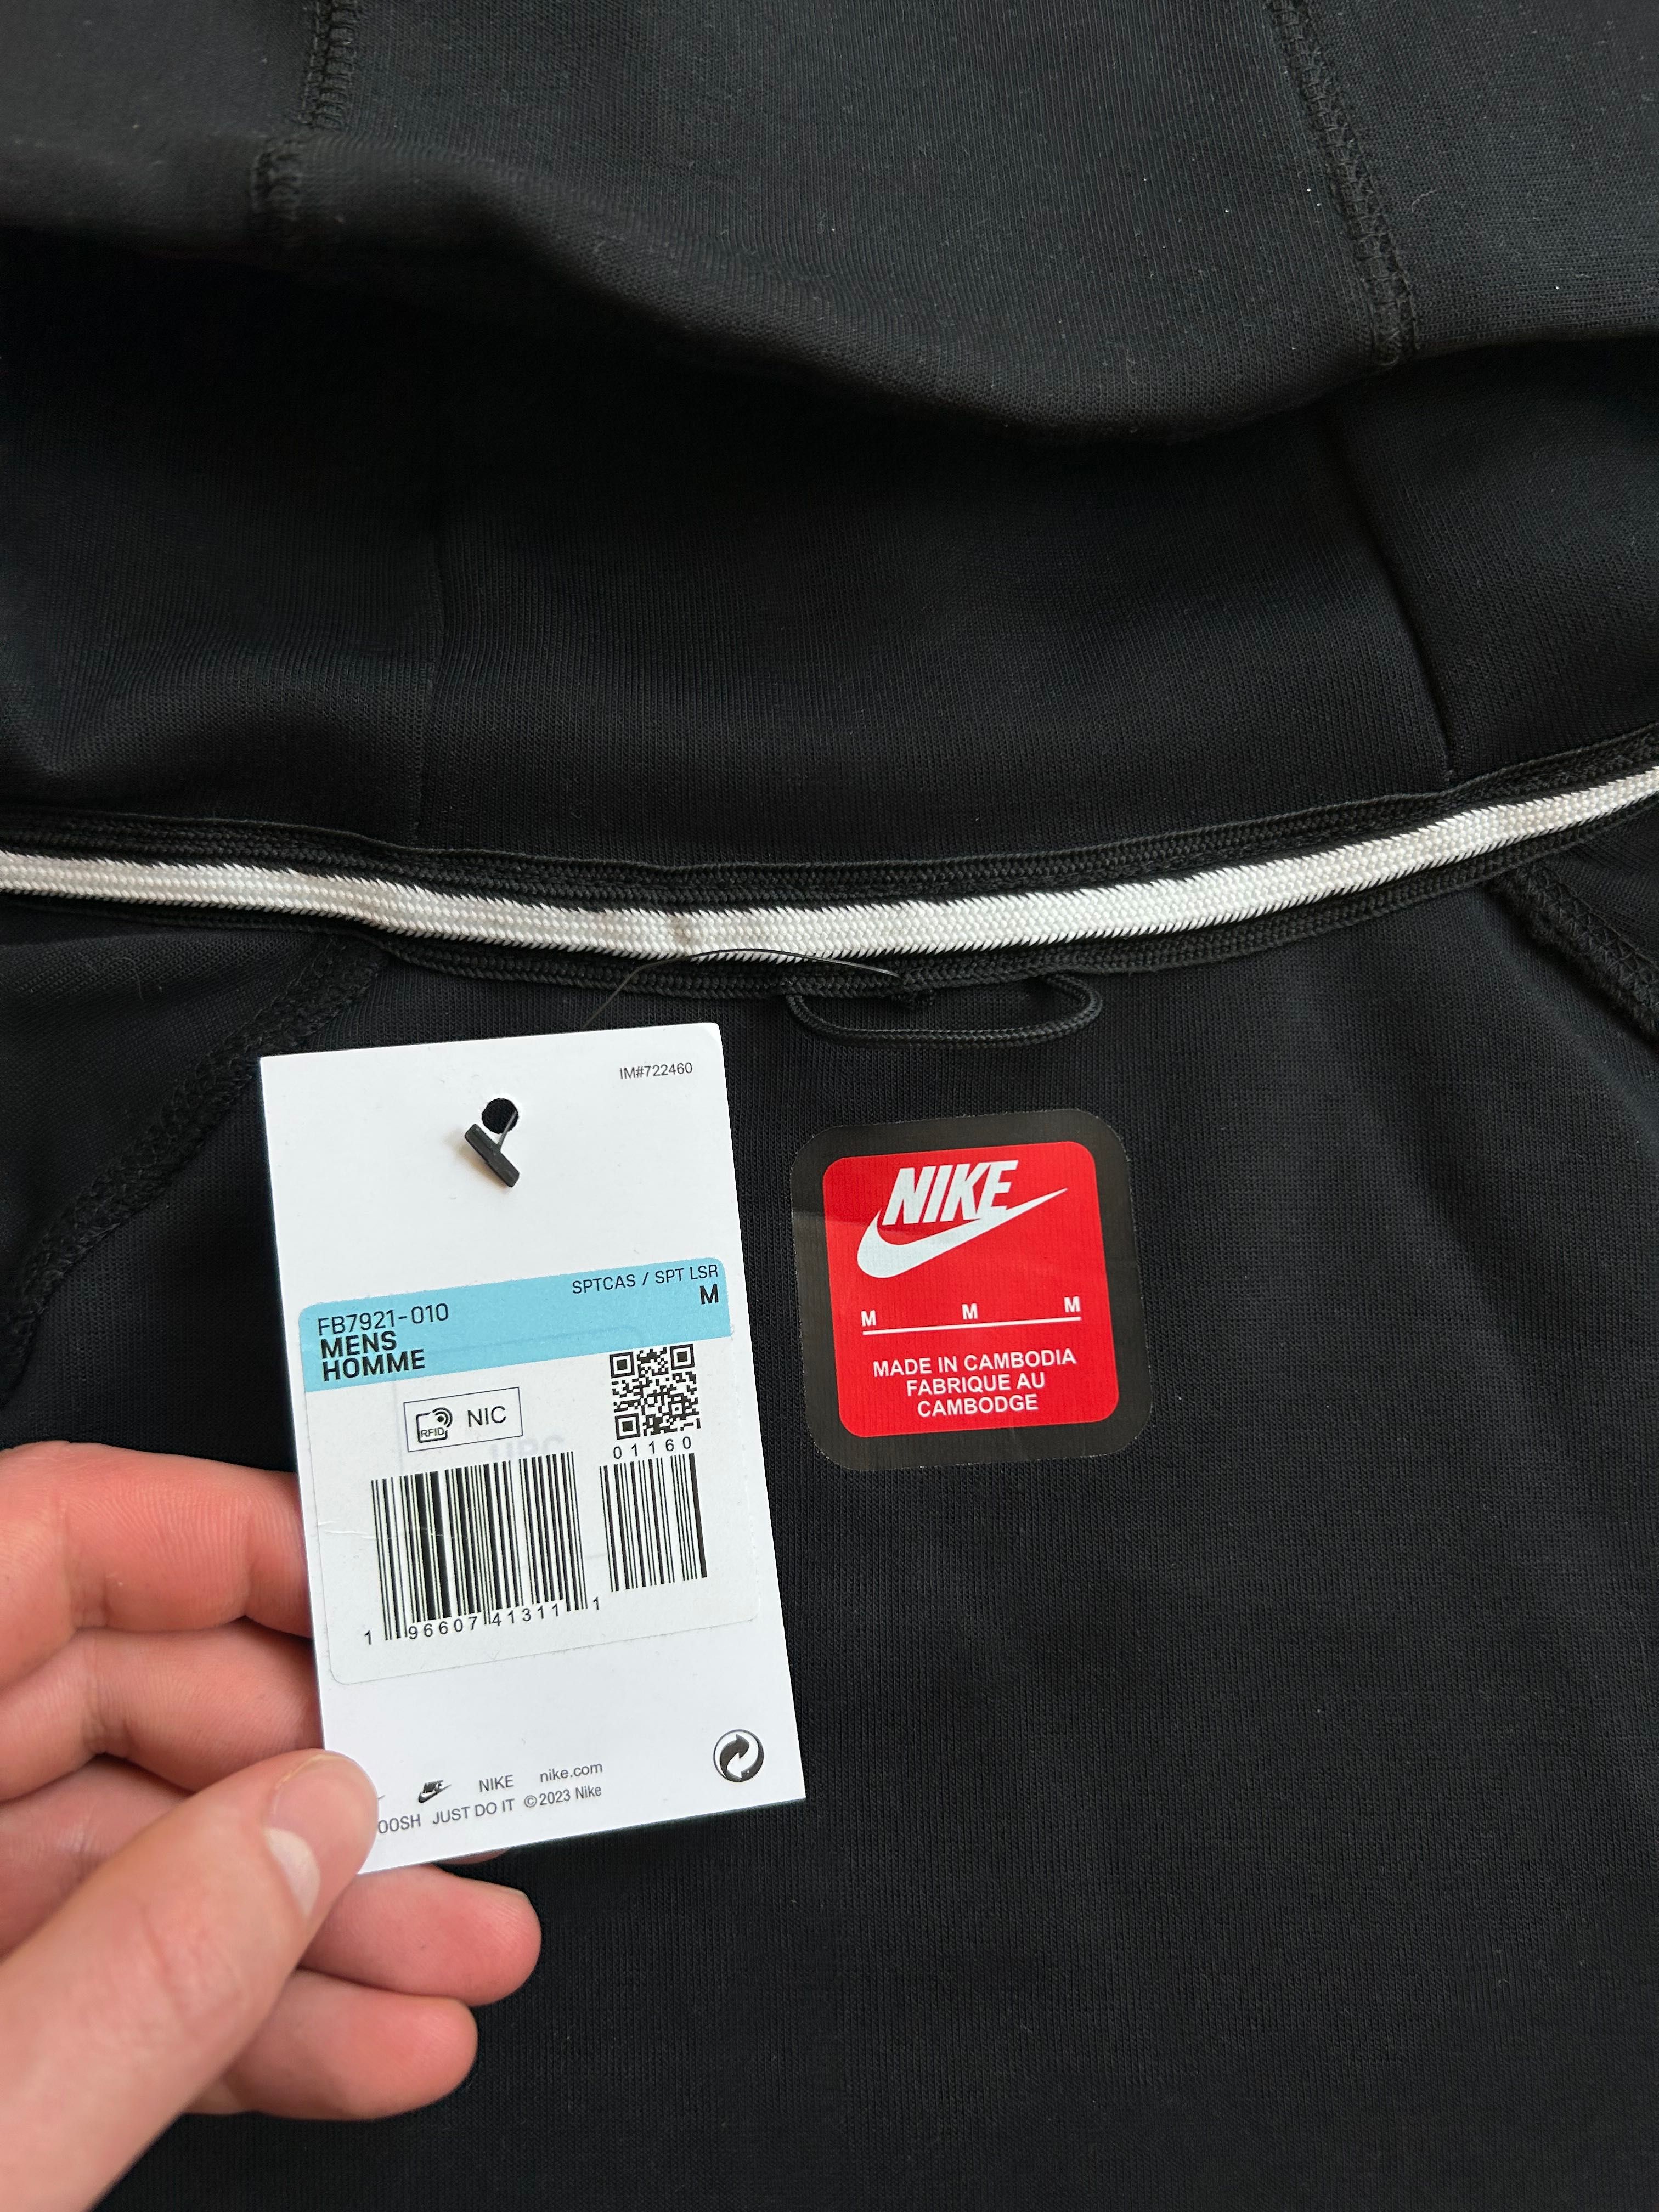 IM#722460
SPTCAS / SPT LSR
M
FB7921-010
MENS
HOMME
RFID NIC
01160
1 96607 41311 1
NIKE NIKE nike.com
JUST DO IT ©2023 Nike
NIKE
M M M
MADE IN CAMBODIA
FABRIQUE AU
CAMBODGE